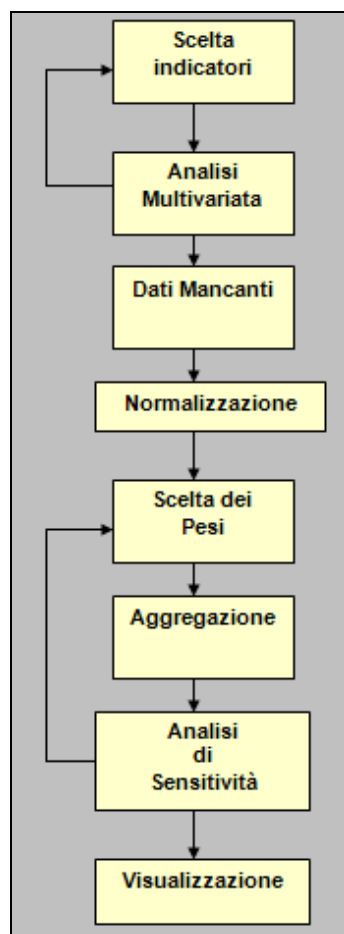 Scelta
indicatori
Analisi
Multivariata
Dati Mancanti
Normalizzazione
Scelta dei
Pesi
Aggregazione
Analisi
di
Sensitività
Visualizzazione